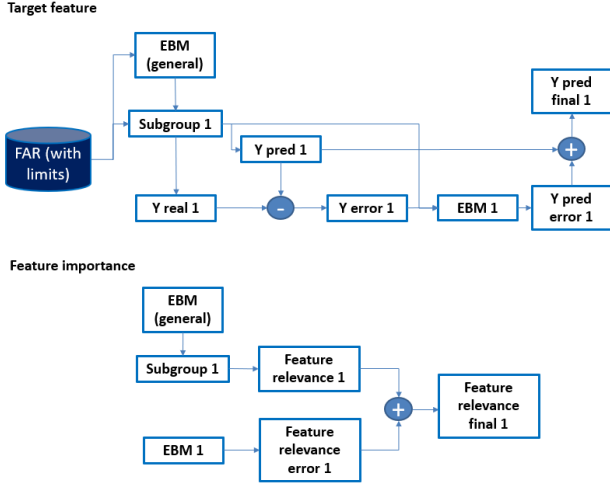 Target feature
EBM
(general)
Y pred
final 1
Subgroup 1
FAR (with
limits)
Y pred 1
+
Y real 1
-
Y error 1
EBM 1
Y pred
error 1
Feature importance
EBM
(general)
Subgroup 1
Feature
relevance 1
+
Feature
relevance
final 1
EBM 1
Feature
relevance
error 1